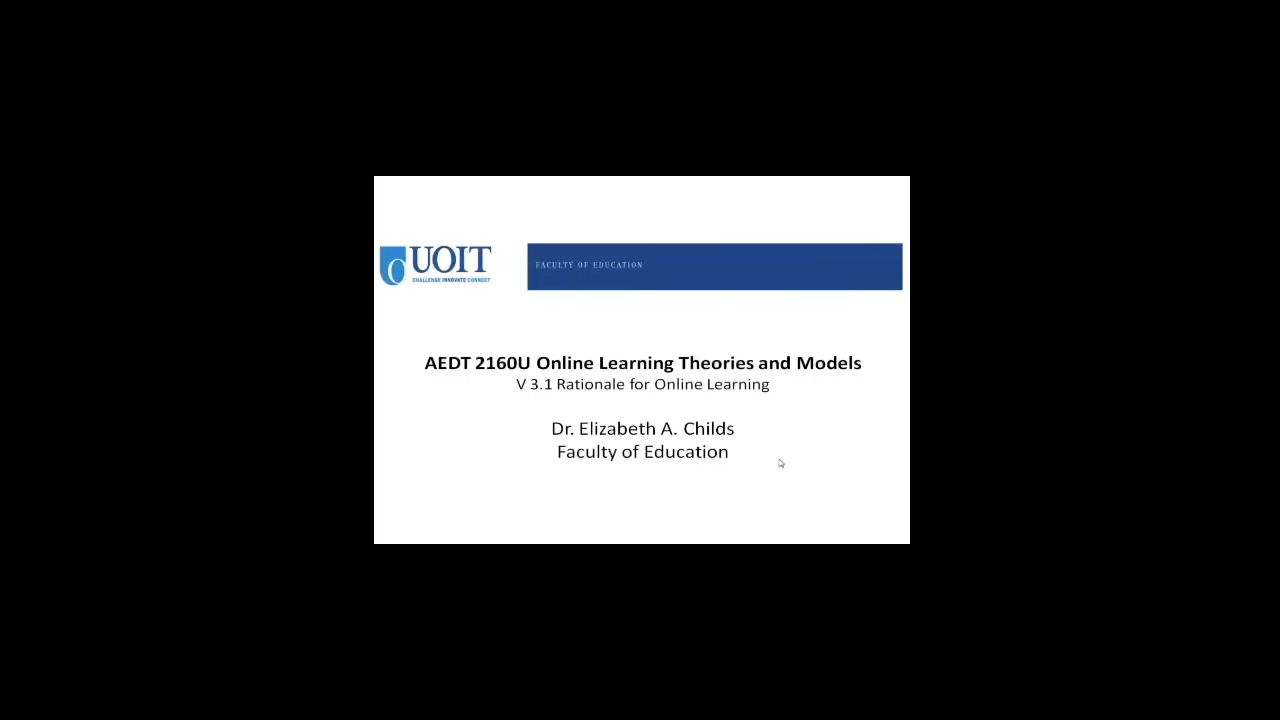 UOIT
CHALLENGE INNOVATE CONNECT
FACULTY OF EDUCATION
AEDT 2160U Online Learning Theories and Models
V 3.1 Rationale for Online Learning
Dr. Elizabeth A. Childs
Faculty of Education